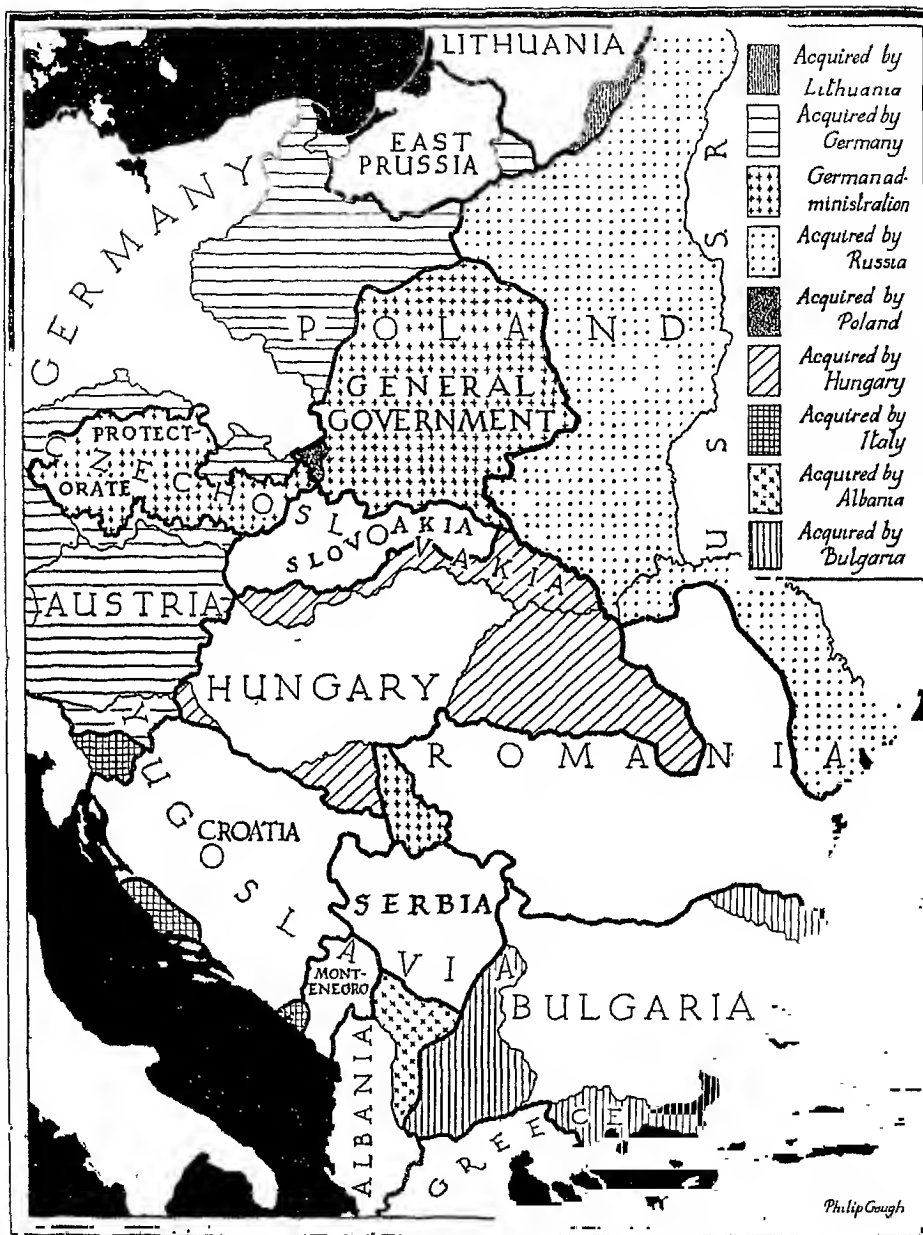 LITHUANIA
EAST
PRUSSIA
GERMANY
POLAND
GENERAL
GOVERNMENT
U.S.S.R.
CZECHOSLOVAKIA
PROTECT-
ORATE
SLOVAKIA
AUSTRIA
HUNGARY
ROMANIA
YUGOSLAVIA
CROATIA
SERBIA
MONT-
ENEGRO
ALBANIA
BULGARIA
GREECE
Acquired by
Lithuania
Acquired by
Germany
German ad-
ministration
Acquired by
Russia
Acquired by
Poland
Acquired by
Hungary
Acquired by
Italy
Acquired by
Albania
Acquired by
Bulgaria
Philip Gough